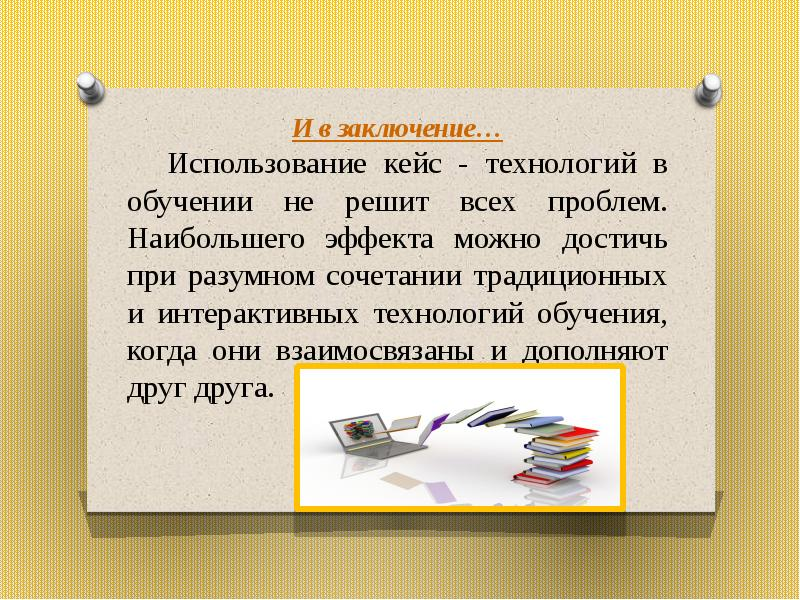 И в заключение…
Использование кейс - технологий в
обучении не решит всех проблем.
Наибольшего эффекта можно достичь
при разумном сочетании традиционных
и интерактивных технологий обучения,
когда они взаимосвязаны и дополняют
друг друга.